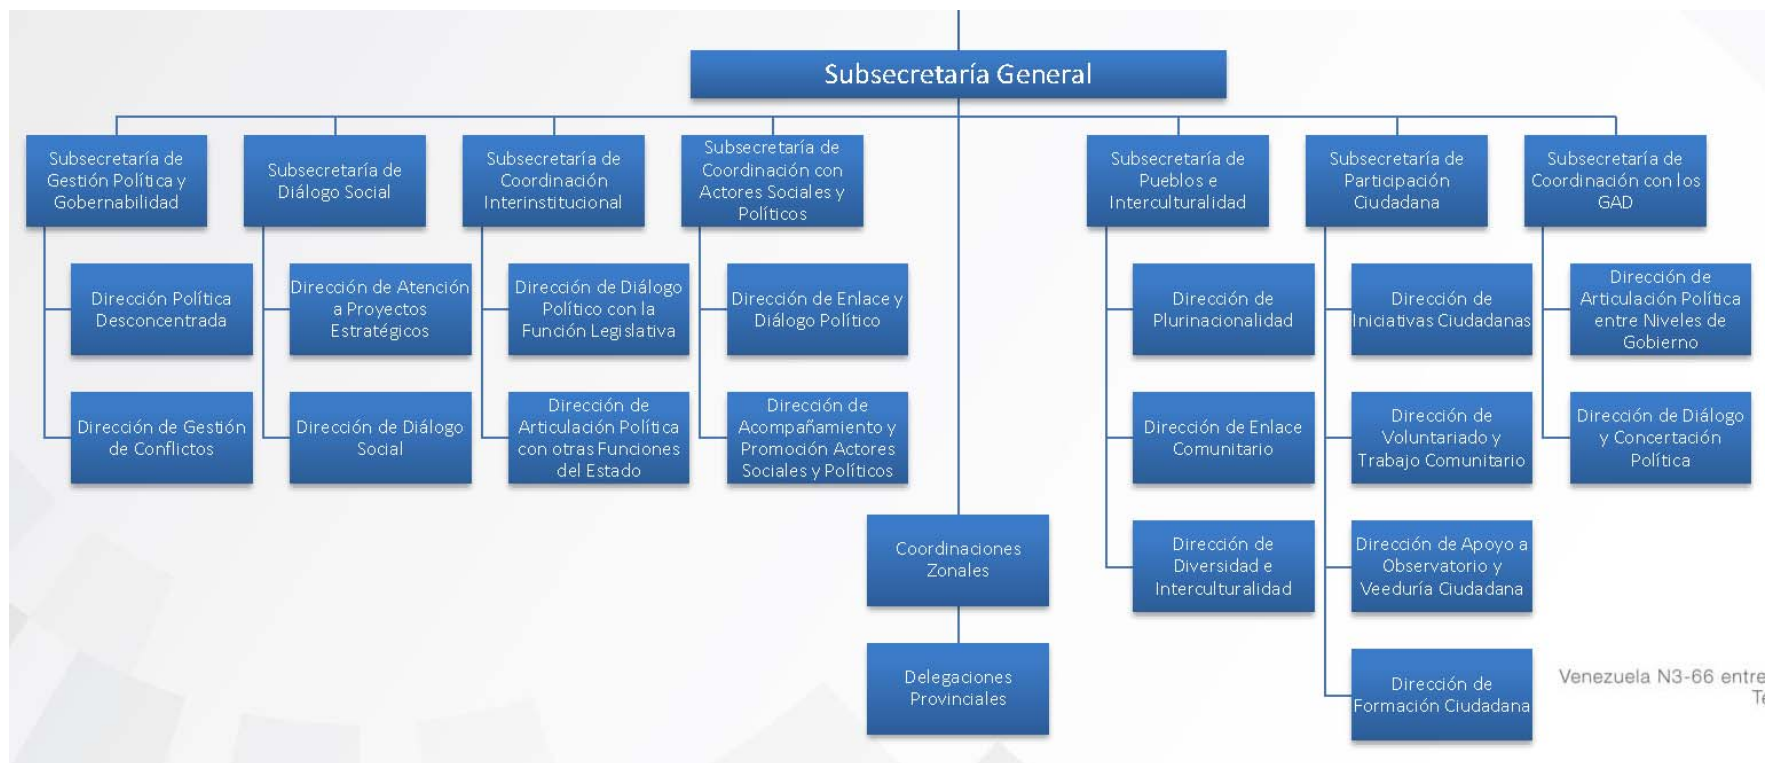 Subsecretaría General
Subsecretaría de
Gestión Política y
Gobernabilidad
Subsecretaría de
Diálogo Social
Subsecretaría de
Coordinación
Interinstitucional
Subsecretaría de
Coordinación con
Actores Sociales y
Políticos
Subsecretaría de
Pueblos e
Interculturalidad
Subsecretaría de
Participación
Ciudadana
Subsecretaría de
Coordinación con los
GAD
Dirección Política
Desconcentrada
Dirección de Atención
a Proyectos
Estratégicos
Dirección de Diálogo
Político con la
Función Legislativa
Dirección de Enlace y
Diálogo Político
Dirección de
Plurinacionalidad
Dirección de
Iniciativas Ciudadanas
Dirección de
Articulación Política
entre Niveles de
Gobierno
Dirección de Gestión
de Conflictos
Dirección de Diálogo
Social
Dirección de
Articulación Política
con otras Funciones
del Estado
Dirección de
Acompañamiento y
Promoción Actores
Sociales y Políticos
Dirección de Enlace
Comunitario
Dirección de
Voluntariado y
Trabajo Comunitario
Dirección de Diálogo
y Concertación
Política
Coordinaciones
Zonales
Dirección de
Diversidad e
Interculturalidad
Dirección de Apoyo a
Observatorio y
Veeduría Ciudadana
Delegaciones
Provinciales
Dirección de
Formación Ciudadana
Venezuela N3-66 entre
Te